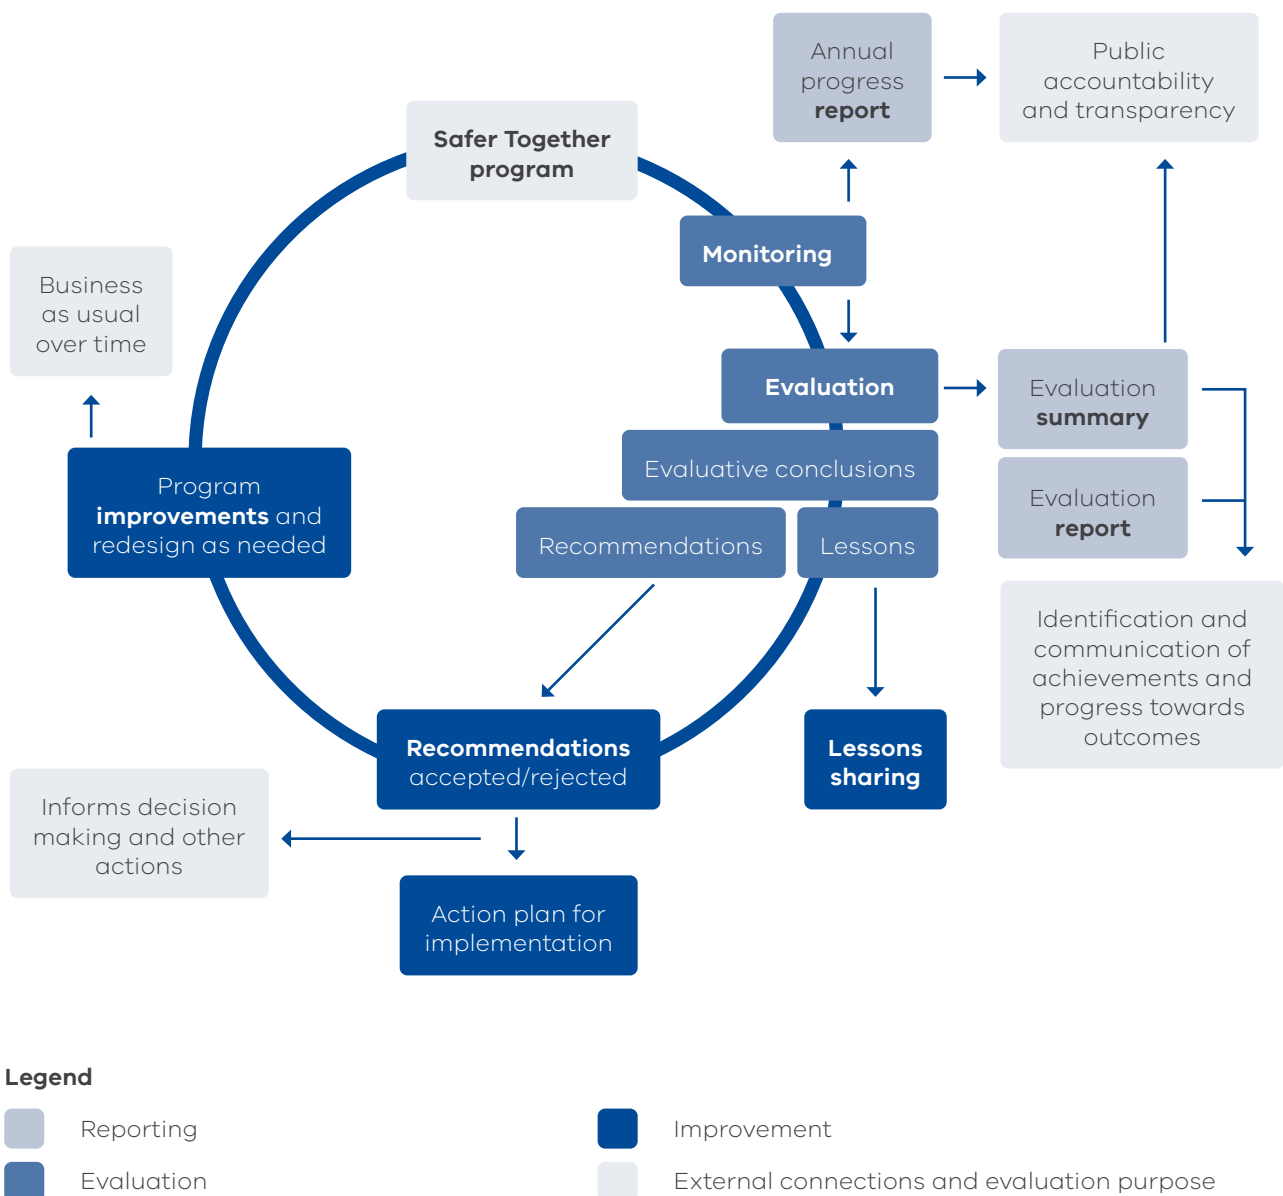 Annual
progress
report
Public
accountability
and transparency
Safer Together
program
Monitoring
Business
as usual
over time
Evaluation
Evaluation
summary
Evaluative conclusions
Program
improvements and
redesign as needed
Evaluation
report
Recommendations
Lessons
Identification and
communication of
achievements and
progress towards
outcomes
Recommendations
accepted/rejected
Lessons
sharing
Informs decision
making and other
actions
Action plan for
implementation
Legend
Reporting
Improvement
Evaluation
External connections and evaluation purpose